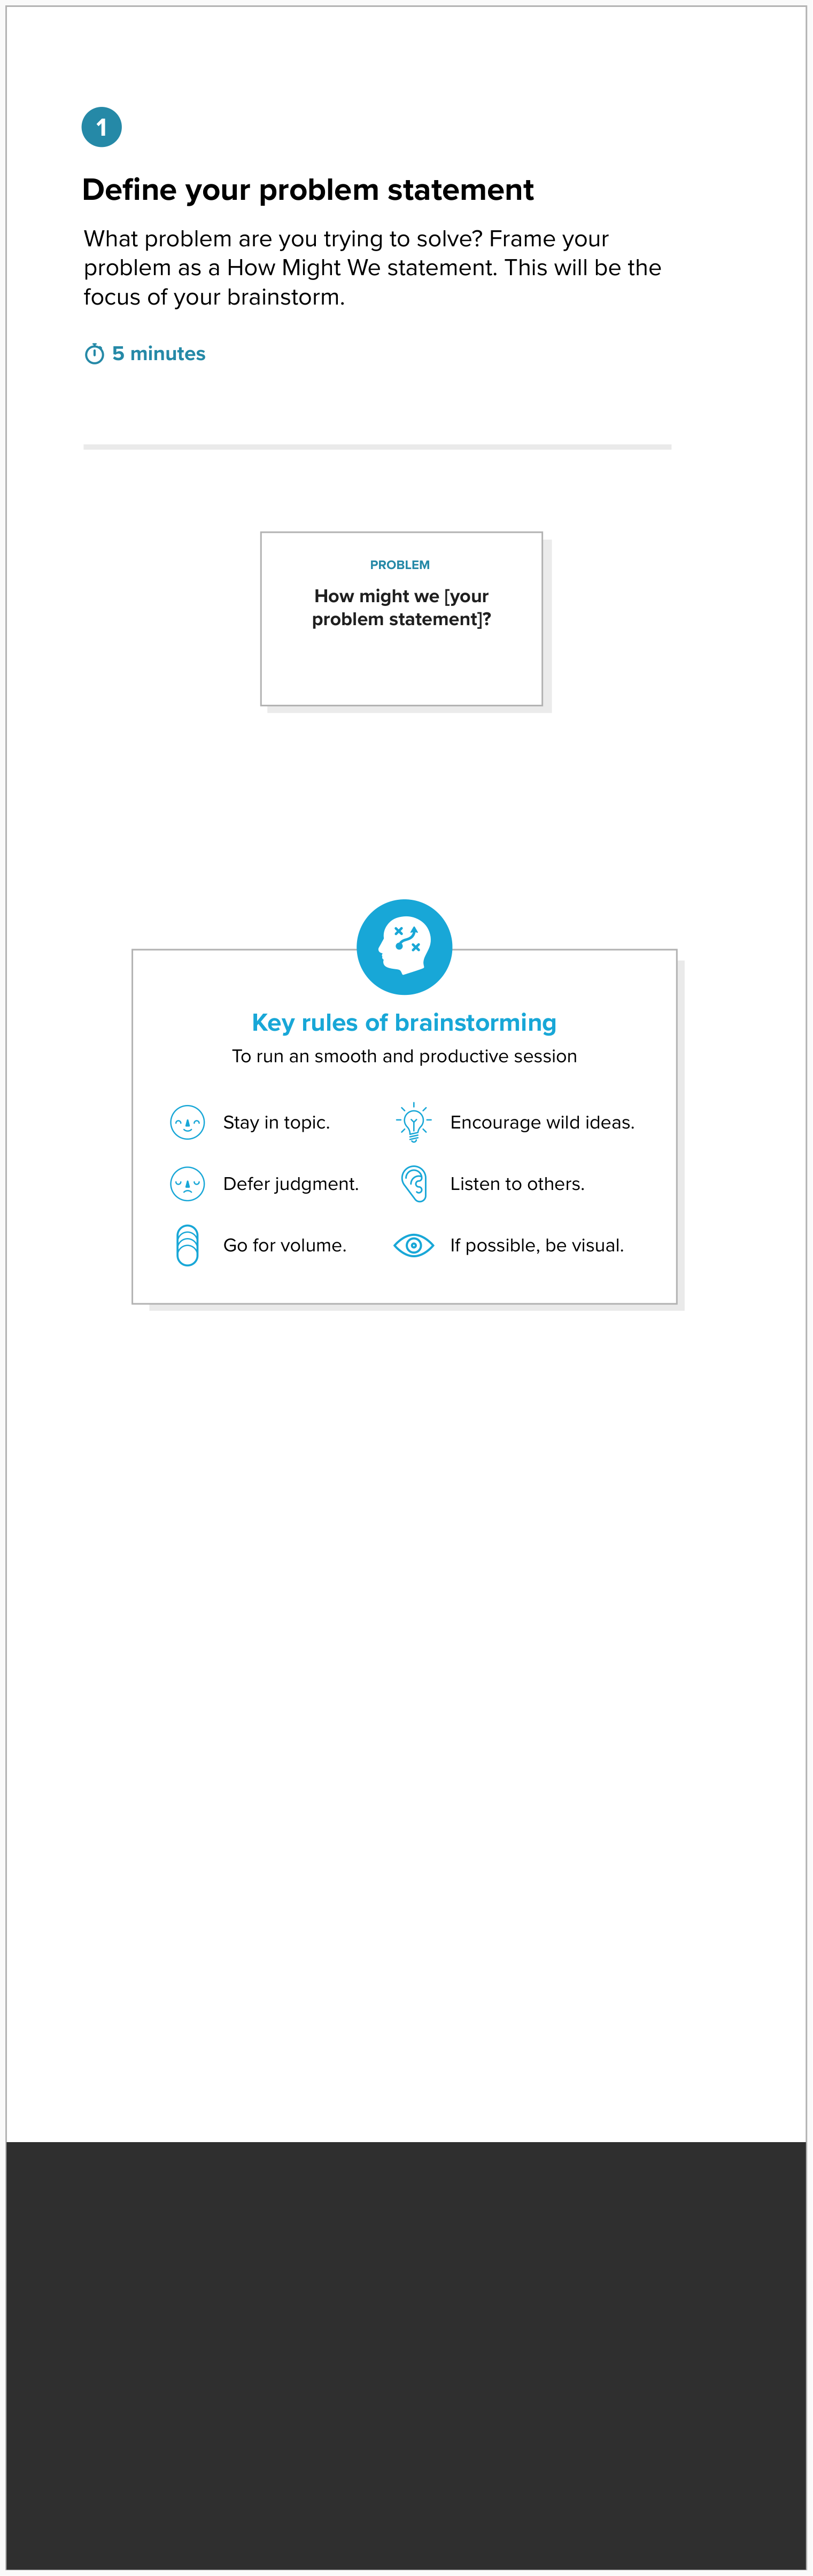 1
Define your problem statement
What problem are you trying to solve? Frame your
problem as a How Might We statement. This will be the
focus of your brainstorm.
5 minutes
PROBLEM
How might we [your
problem statement]?
Key rules of brainstorming
To run an smooth and productive session
Stay in topic.
Encourage wild ideas.
Defer judgment.
Listen to others.
Go for volume.
If possible, be visual.